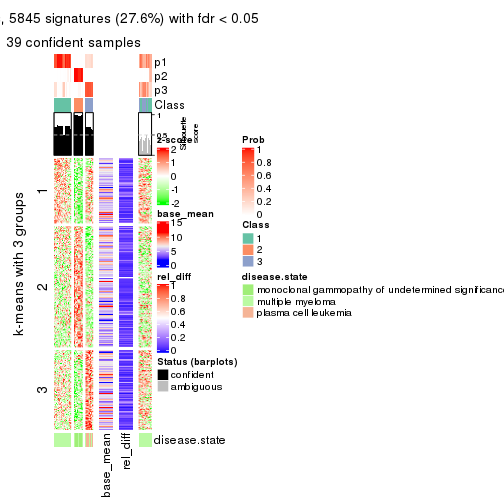 , 5845 signatures (27.6%) with fdr < 0.05
39 confident samples
p1
p2
p3
Class
1
0.5
Silhouette
score
k-means with 3 groups
1
2
3
z-score
2
1
0
-1
-2
base_mean
15
10
5
0
rel_diff
1
0.8
0.6
0.4
0.2
0
Status (barplots)
confident
ambiguous
Prob
1
0.8
0.6
0.4
0.2
0
Class
1
2
3
disease.state
monoclonal gammopathy of undetermined significance
multiple myeloma
plasma cell leukemia
disease.state
base_mean
rel_diff